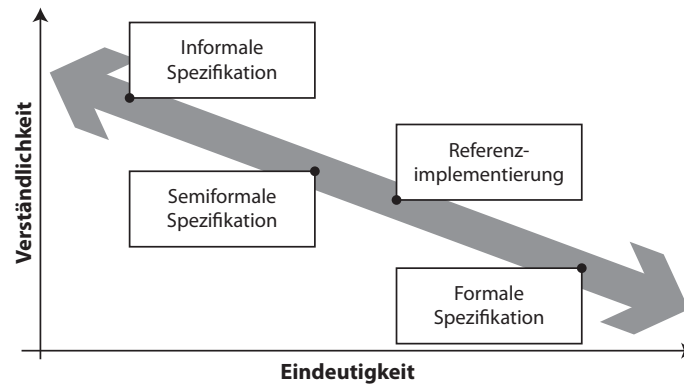 Informale
Spezifikation
Referenz-
implementierung
Semiformale
Spezifikation
Formale
Spezifikation
Verständlichkeit
Eindeutigkeit